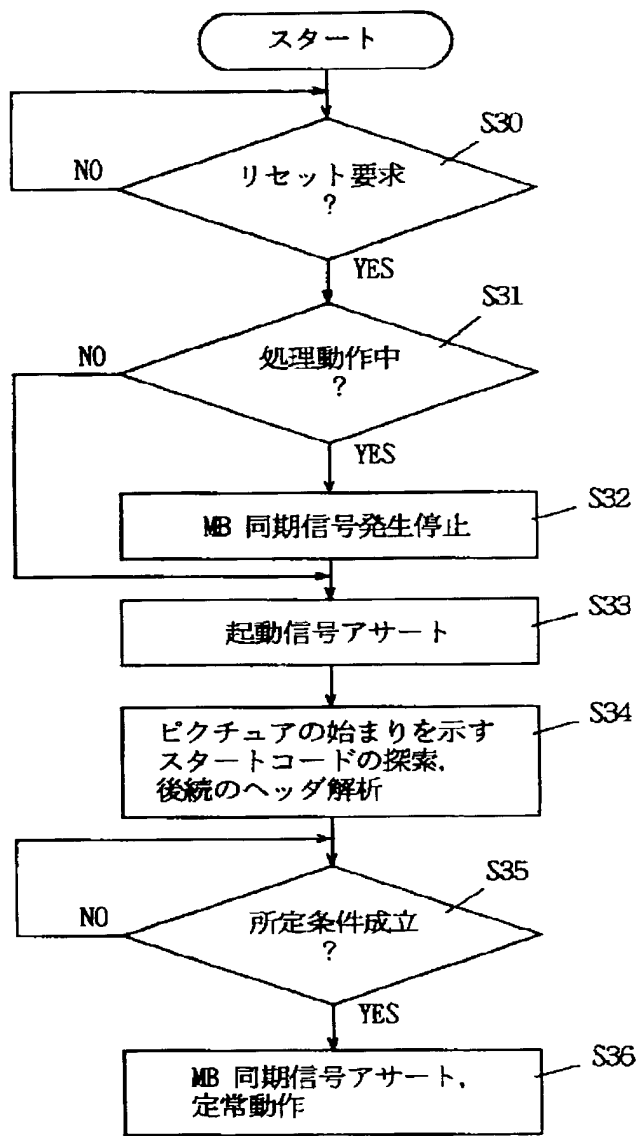 スタート
S30
NO
リセット要求
?
YES
S31
NO
処理動作中
?
YES
S32
MB 同期信号発生停止
S33
起動信号アサート
S34
ピクチュアの始まりを示す
スタートコードの探索,
後続のヘッダ解析
S35
NO
所定条件成立
?
YES
S36
MB 同期信号アサート,
定常動作